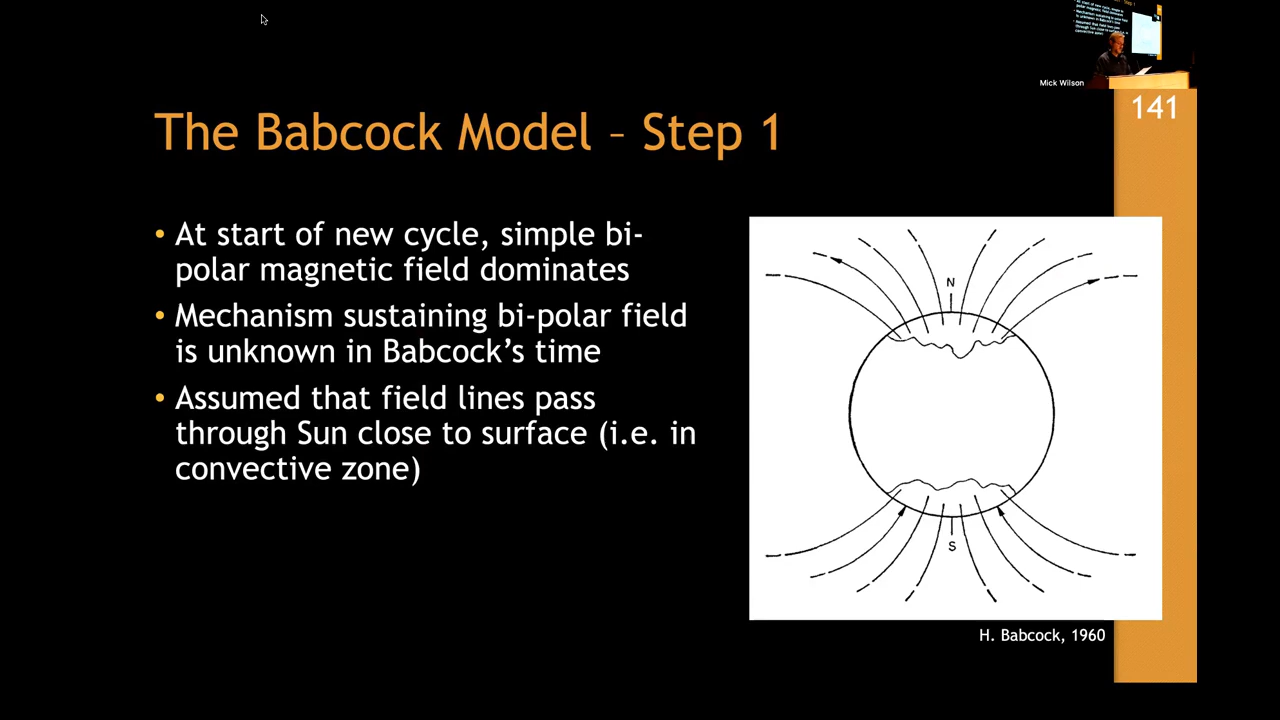 Mick Wilson
141
The Babcock Model – Step 1
• At start of new cycle, simple bi-
polar magnetic field dominates
• Mechanism sustaining bi-polar field
is unknown in Babcock's time
• Assumed that field lines pass
through Sun close to surface (i.e. in
convective zone)
N
S
H. Babcock, 1960